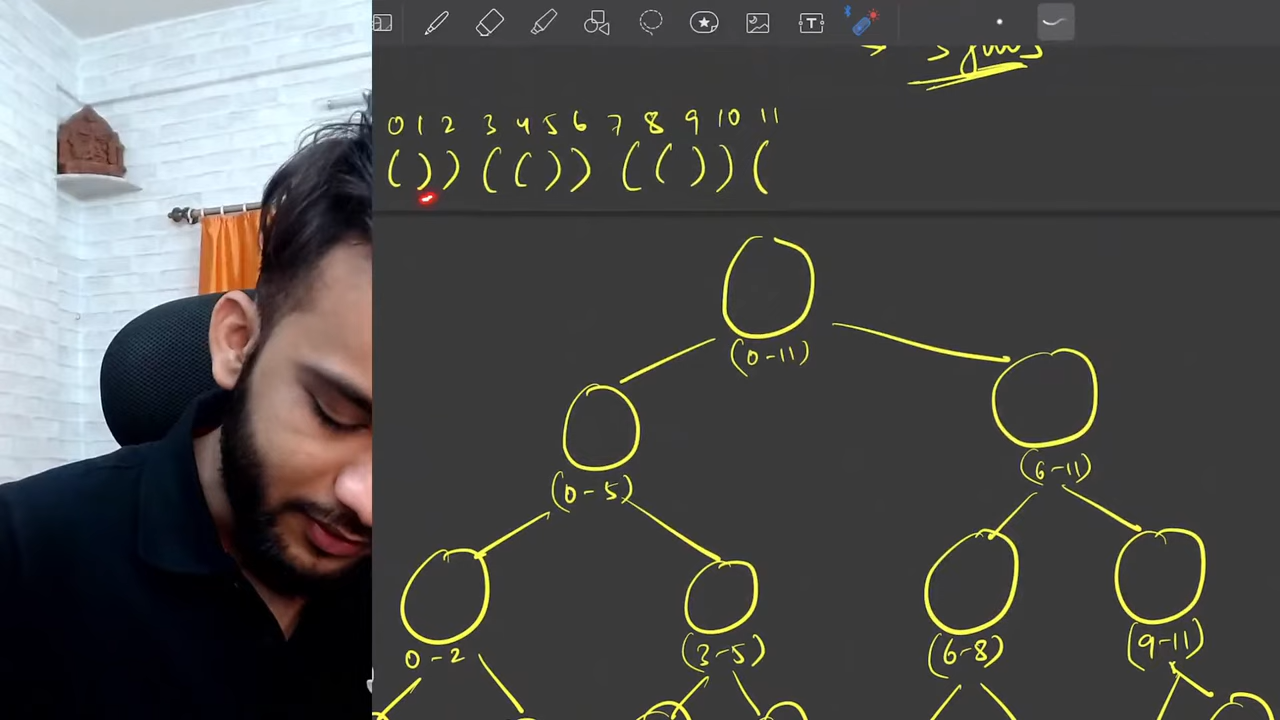 0 1 2 3 4 5 6 7 8 9 10 11
( ) ) ( ( ) ) ( ( ) ) (
(0-11)
(6-11)
(0-5)
0-2 (3-5) (6-8) (9-11)